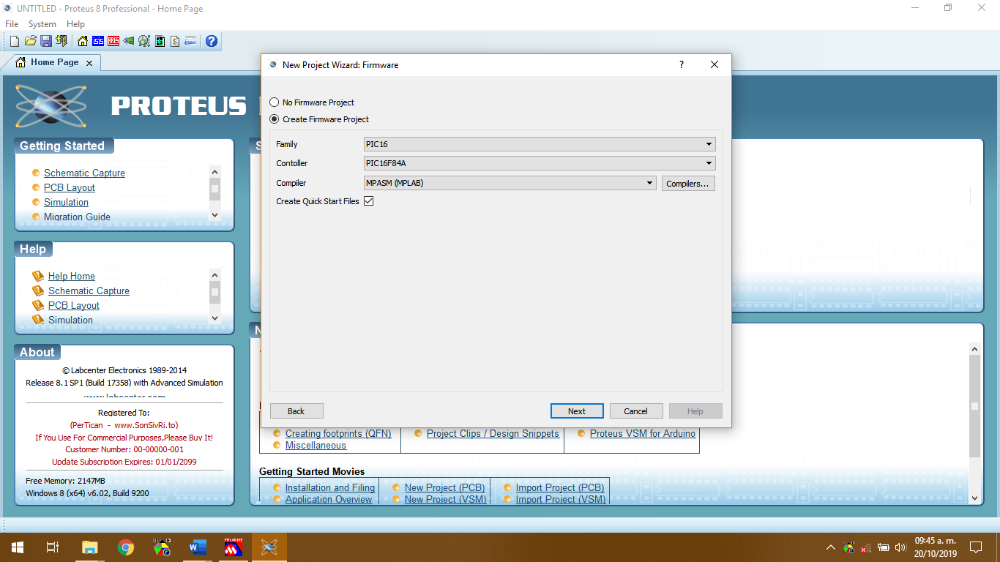 UNTITLED - Proteus 8 Professional - Home Page
File System Help
ISIS ARES
Home Page
New Project Wizard: Firmware
No Firmware Project
Create Firmware Project
Family PIC16
Contoller PIC16F84A
Compiler MPASM (MPLAB) Compilers...
Create Quick Start Files
Back Next Cancel Help
PROTEUS
Getting Started
Schematic Capture
PCB Layout
Simulation
Migration Guide
Help
Help Home
Schematic Capture
PCB Layout
Simulation
About
© Labcenter Electronics 1989-2014
Release 8.1 SP1 (Build 17358) with Advanced Simulation
www.labcenter.com
Registered To:
(PerTican - www.SonSivRi.to)
If You Use For Commercial Purposes,Please Buy It!
Customer Number: 00-00000-001
Update Subscription Expires: 01/01/2099
Free Memory: 2147MB
Windows 8 (x64) v6.02, Build 9200
Creating footprints (QFN) Project Clips / Design Snippets Proteus VSM for Arduino
Miscellaneous
Getting Started Movies
Installation and Filing New Project (PCB) Import Project (PCB)
Application Overview New Project (VSM) Import Project (VSM)
09:45 a. m.
20/10/2019